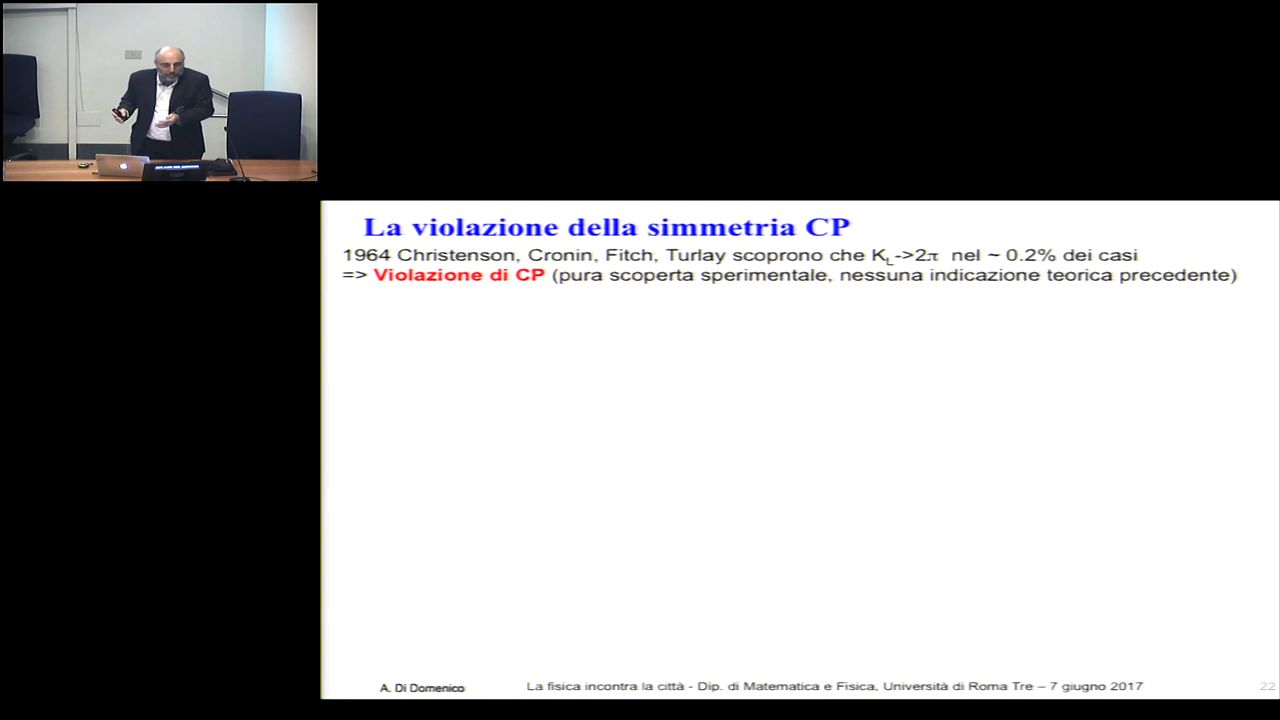 La violazione della simmetria CP
1964 Christenson, Cronin, Fitch, Turlay scoprono che K_L->2π nel ~ 0.2% dei casi
=> Violazione di CP (pura scoperta sperimentale, nessuna indicazione teorica precedente)
A. Di Domenico
La fisica incontra la città - Dip. di Matematica e Fisica, Università di Roma Tre – 7 giugno 2017
22